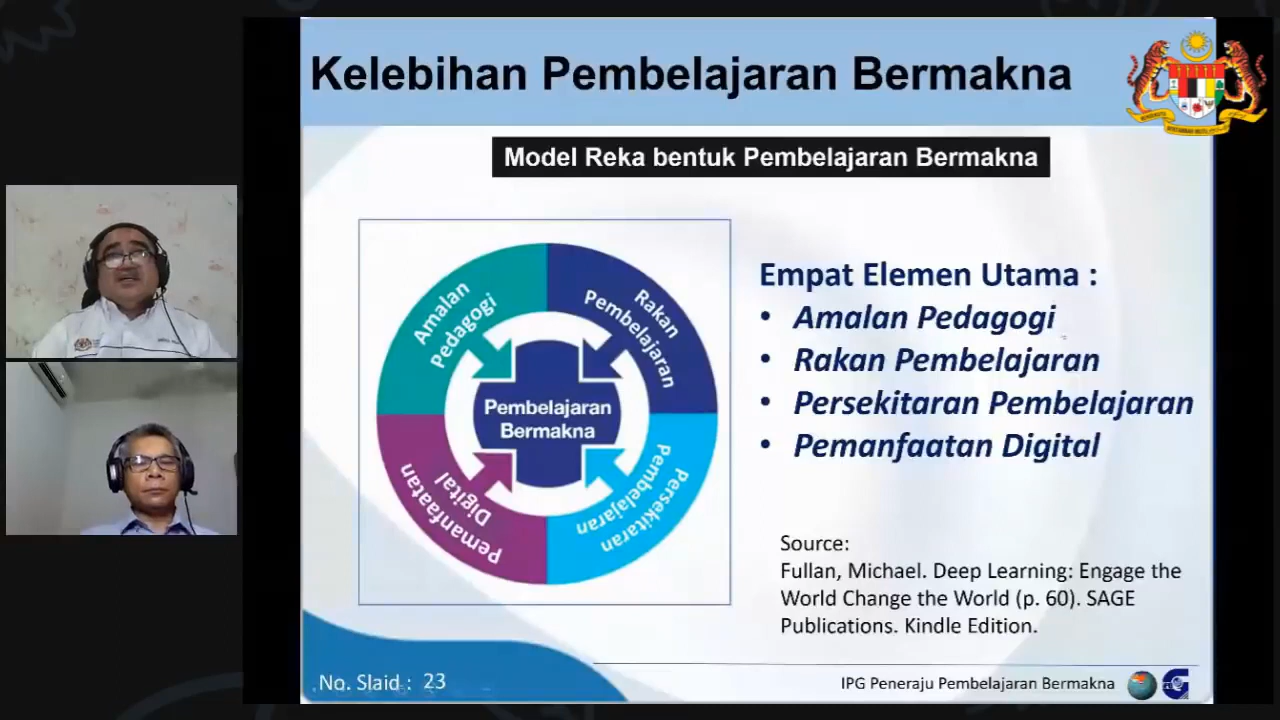 Kelebihan Pembelajaran Bermakna
Model Reka bentuk Pembelajaran Bermakna
Amalan
Pedagogi
Rakan
Pembelajaran
Pembelajaran
Bermakna
Pemanfaatan
Digital
Persekitaran
Pembelajaran
Empat Elemen Utama :
• Amalan Pedagogi
• Rakan Pembelajaran
• Persekitaran Pembelajaran
• Pemanfaatan Digital
Source:
Fullan, Michael. Deep Learning: Engage the
World Change the World (p. 60). SAGE
Publications. Kindle Edition.
No. Slaid : 23
IPG Peneraju Pembelajaran Bermakna